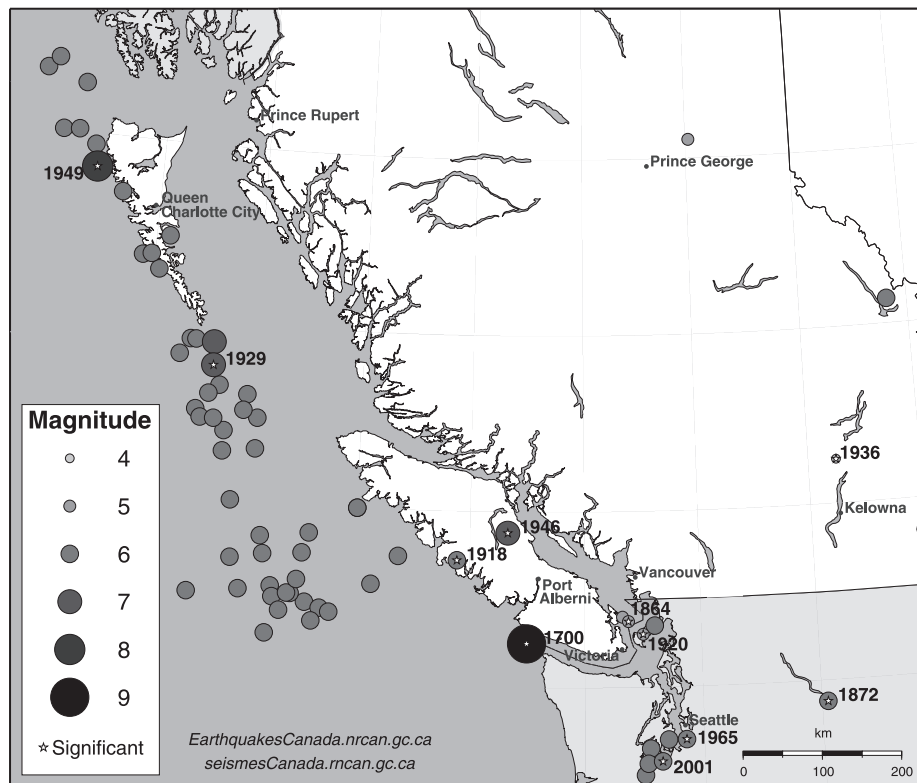 Prince Rupert
Prince George
1949
Queen
Charlotte City
1929
Magnitude
4
5
6
7
8
9
Significant
1936
Kelowna
1946
1918
Vancouver
Port
Alberni
1864
1700
1920
Victoria
1872
Seattle
1965
2001
km
0 100 200
EarthquakesCanada.nrcan.gc.ca
seismesCanada.rncan.gc.ca